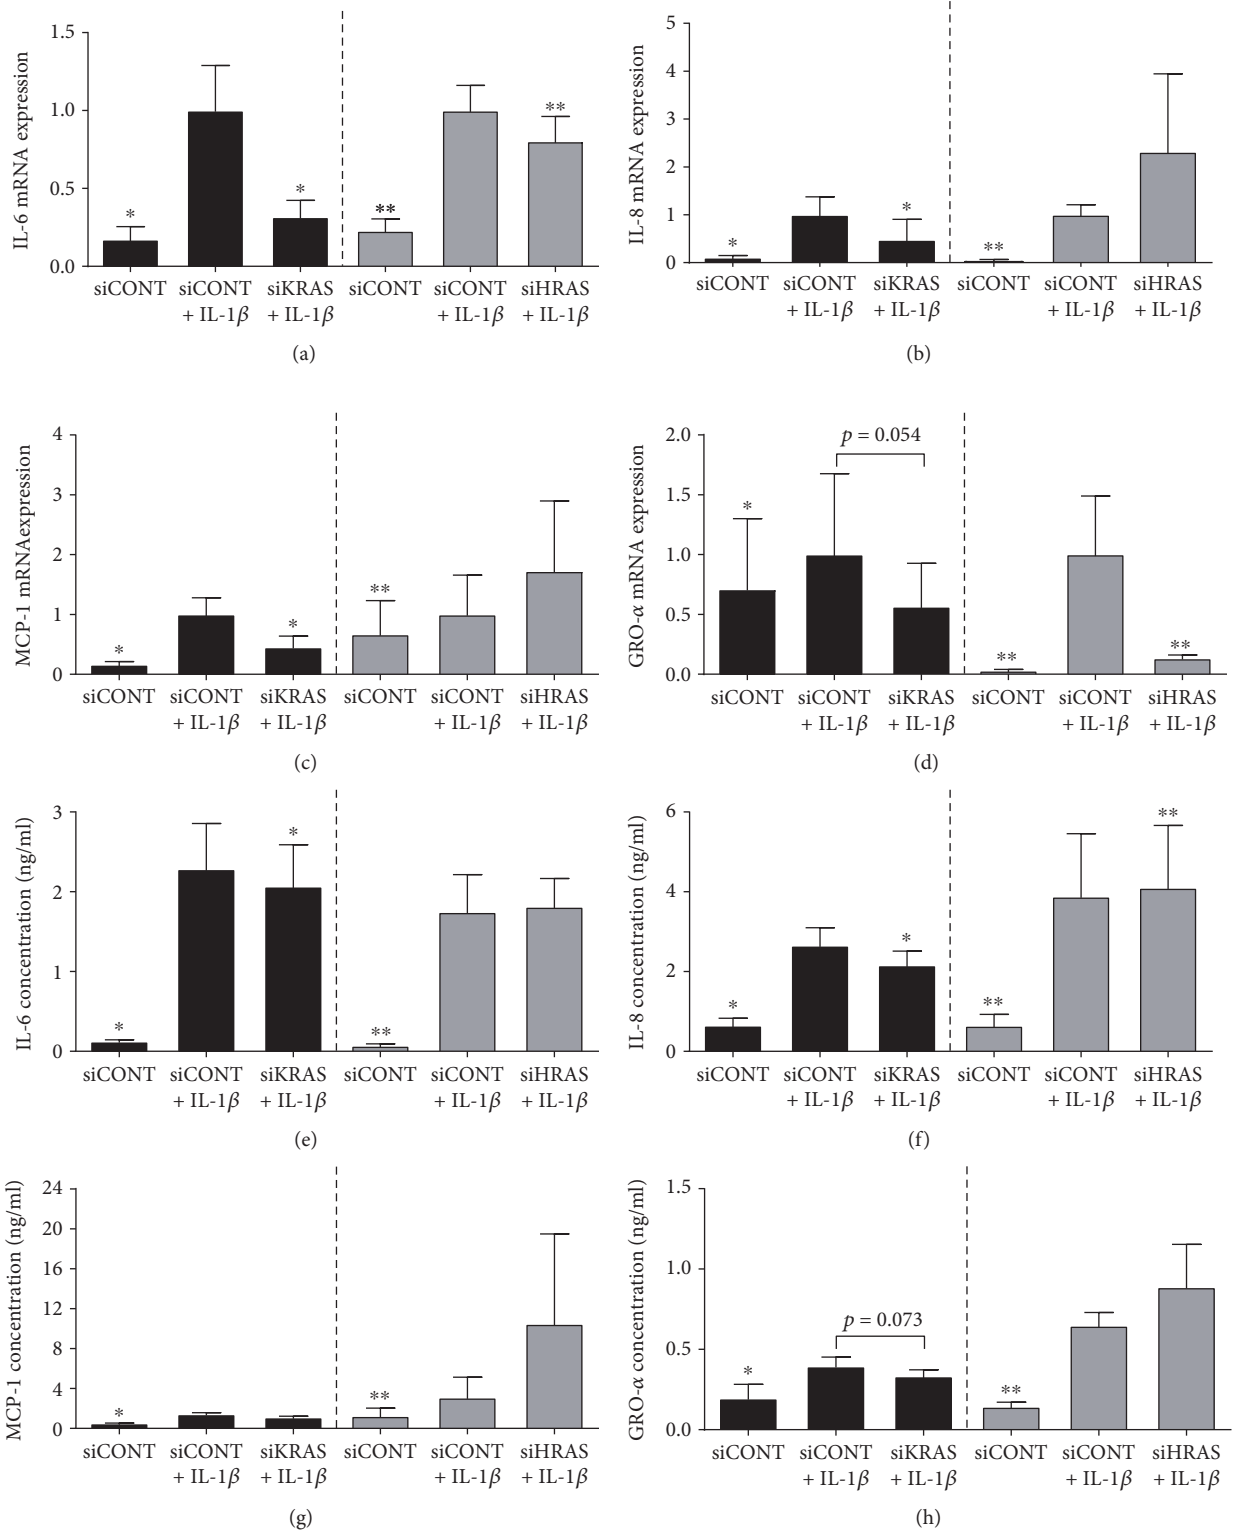 IL-6 mRNA expression
1.5
1.0
0.5
0.0
*
*
**
**
siCONT siCONT siKRAS siCONT siCONT siHRAS
+ IL-1β + IL-1β + IL-1β + IL-1β
(a)
IL-8 mRNA expression
5
4
3
2
1
0
*
*
**
siCONT siCONT siKRAS siCONT siCONT siHRAS
+ IL-1β + IL-1β + IL-1β + IL-1β
(b)
MCP-1 mRNAexpression
4
3
2
1
0
*
*
**
siCONT siCONT siKRAS siCONT siCONT siHRAS
+ IL-1β + IL-1β + IL-1β + IL-1β
(c)
GRO-α mRNA expression
2.0
1.5
1.0
0.5
0.0
p = 0.054
*
**
**
siCONT siCONT siKRAS siCONT siCONT siHRAS
+ IL-1β + IL-1β + IL-1β + IL-1β
(d)
IL-6 concentration (ng/ml)
3
2
1
0
*
*
**
siCONT siCONT siKRAS siCONT siCONT siHRAS
+ IL-1β + IL-1β + IL-1β + IL-1β
(e)
IL-8 concentration (ng/ml)
6
4
2
0
*
*
**
**
siCONT siCONT siKRAS siCONT siCONT siHRAS
+ IL-1β + IL-1β + IL-1β + IL-1β
(f)
MCP-1 concentration (ng/ml)
24
20
16
12
8
4
0
*
**
siCONT siCONT siKRAS siCONT siCONT siHRAS
+ IL-1β + IL-1β + IL-1β + IL-1β
(g)
GRO-α concentration (ng/ml)
1.5
1.0
0.5
0.0
p = 0.073
*
**
siCONT siCONT siKRAS siCONT siCONT siHRAS
+ IL-1β + IL-1β + IL-1β + IL-1β
(h)